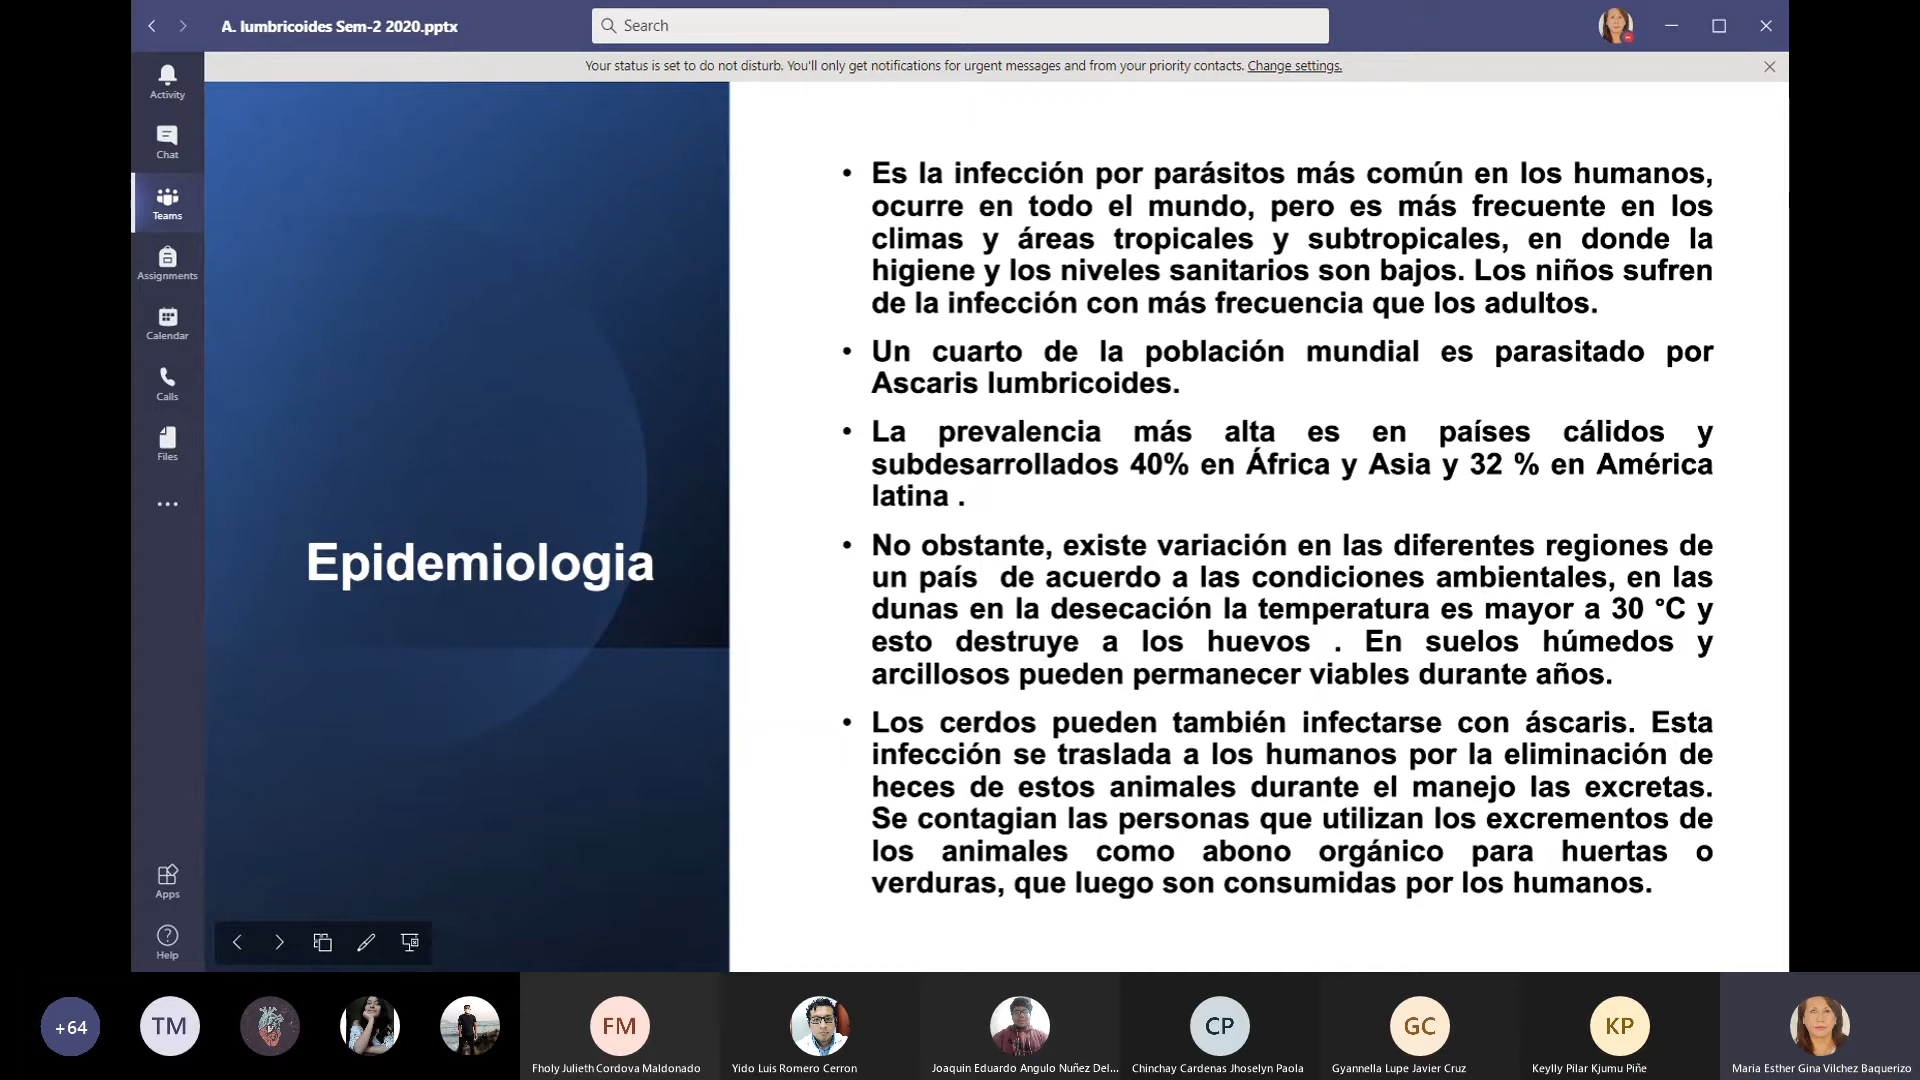 A. lumbricoides Sem-2 2020.pptx
Search
Your status is set to do not disturb. You'll only get notifications for urgent messages and from your priority contacts. Change settings.
Activity
Chat
Teams
Assignments
Calendar
Calls
Files
Apps
Help
Epidemiologia
• Es la infección por parásitos más común en los humanos,
ocurre en todo el mundo, pero es más frecuente en los
climas y áreas tropicales y subtropicales, en donde la
higiene y los niveles sanitarios son bajos. Los niños sufren
de la infección con más frecuencia que los adultos.
• Un cuarto de la población mundial es parasitado por
Ascaris lumbricoides.
• La prevalencia más alta es en países cálidos y
subdesarrollados 40% en África y Asia y 32 % en América
latina .
• No obstante, existe variación en las diferentes regiones de
un país de acuerdo a las condiciones ambientales, en las
dunas en la desecación la temperatura es mayor a 30 °C y
esto destruye a los huevos . En suelos húmedos y
arcillosos pueden permanecer viables durante años.
• Los cerdos pueden también infectarse con áscaris. Esta
infección se traslada a los humanos por la eliminación de
heces de estos animales durante el manejo las excretas.
Se contagian las personas que utilizan los excrementos de
los animales como abono orgánico para huertas o
verduras, que luego son consumidas por los humanos.
+64
TM
FM
CP
GC
KP
Fholy Julieth Cordova Maldonado
Yido Luis Romero Cerron
Joaquin Eduardo Angulo Nuñez Del...
Chinchay Cardenas Jhoselyn Paola
Gyannella Lupe Javier Cruz
Keylly Pilar Kjumu Piñe
Maria Esther Gina Vilchez Baquerizo